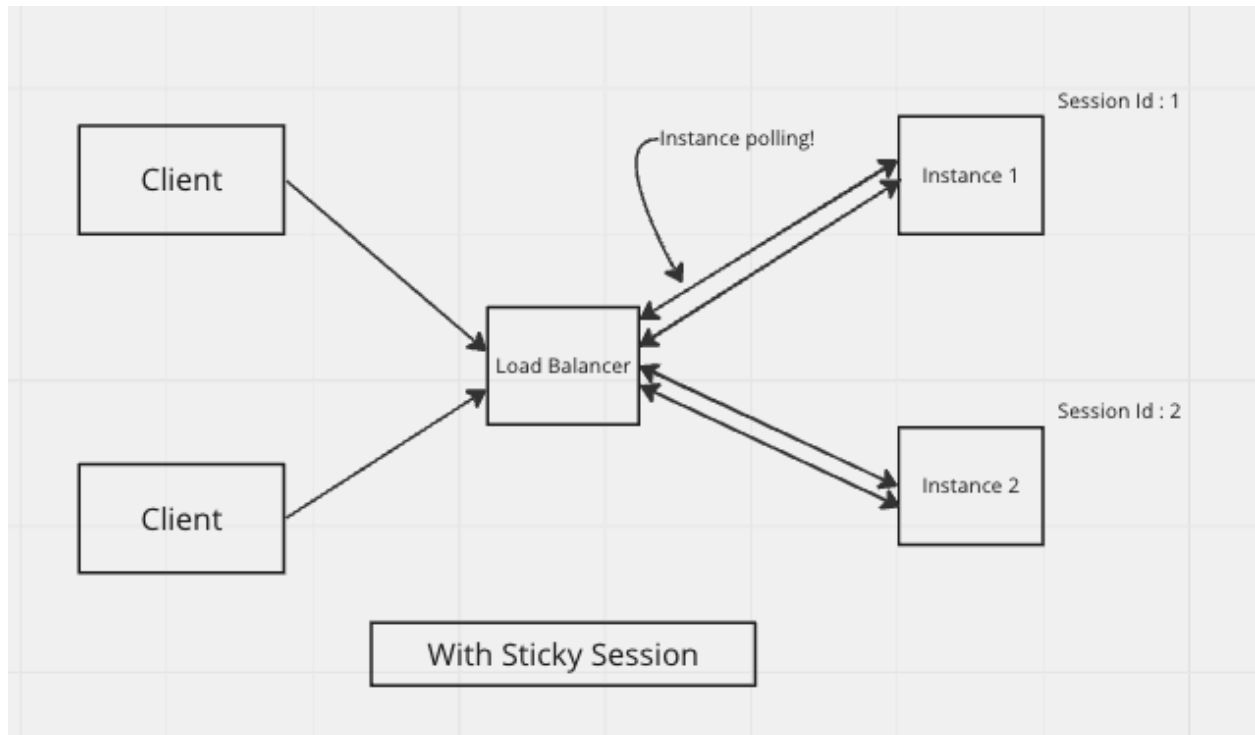 Session Id : 1
Instance polling!
Client
Instance 1
Load Balancer
Session Id : 2
Client
Instance 2
With Sticky Session